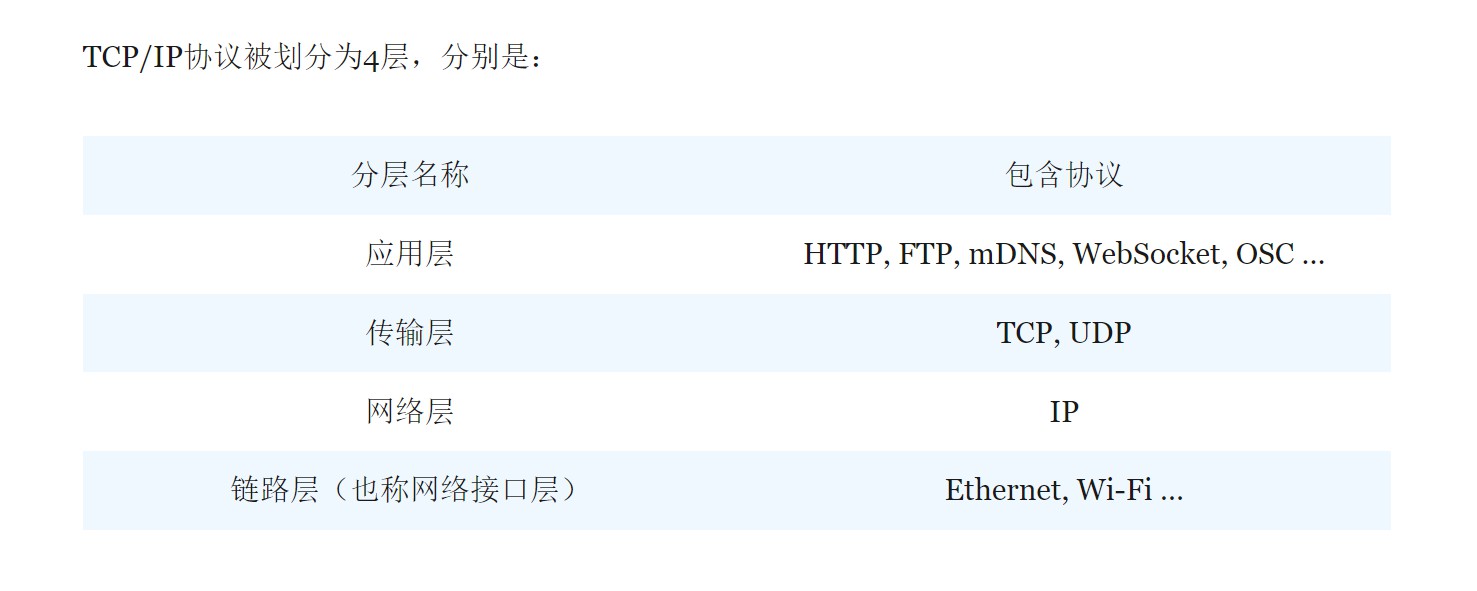 TCP/IP协议被划分为4层，分别是：
分层名称 包含协议
应用层 HTTP, FTP, mDNS, WebSocket, OSC ...
传输层 TCP, UDP
网络层 IP
链路层（也称网络接口层） Ethernet, Wi-Fi ...